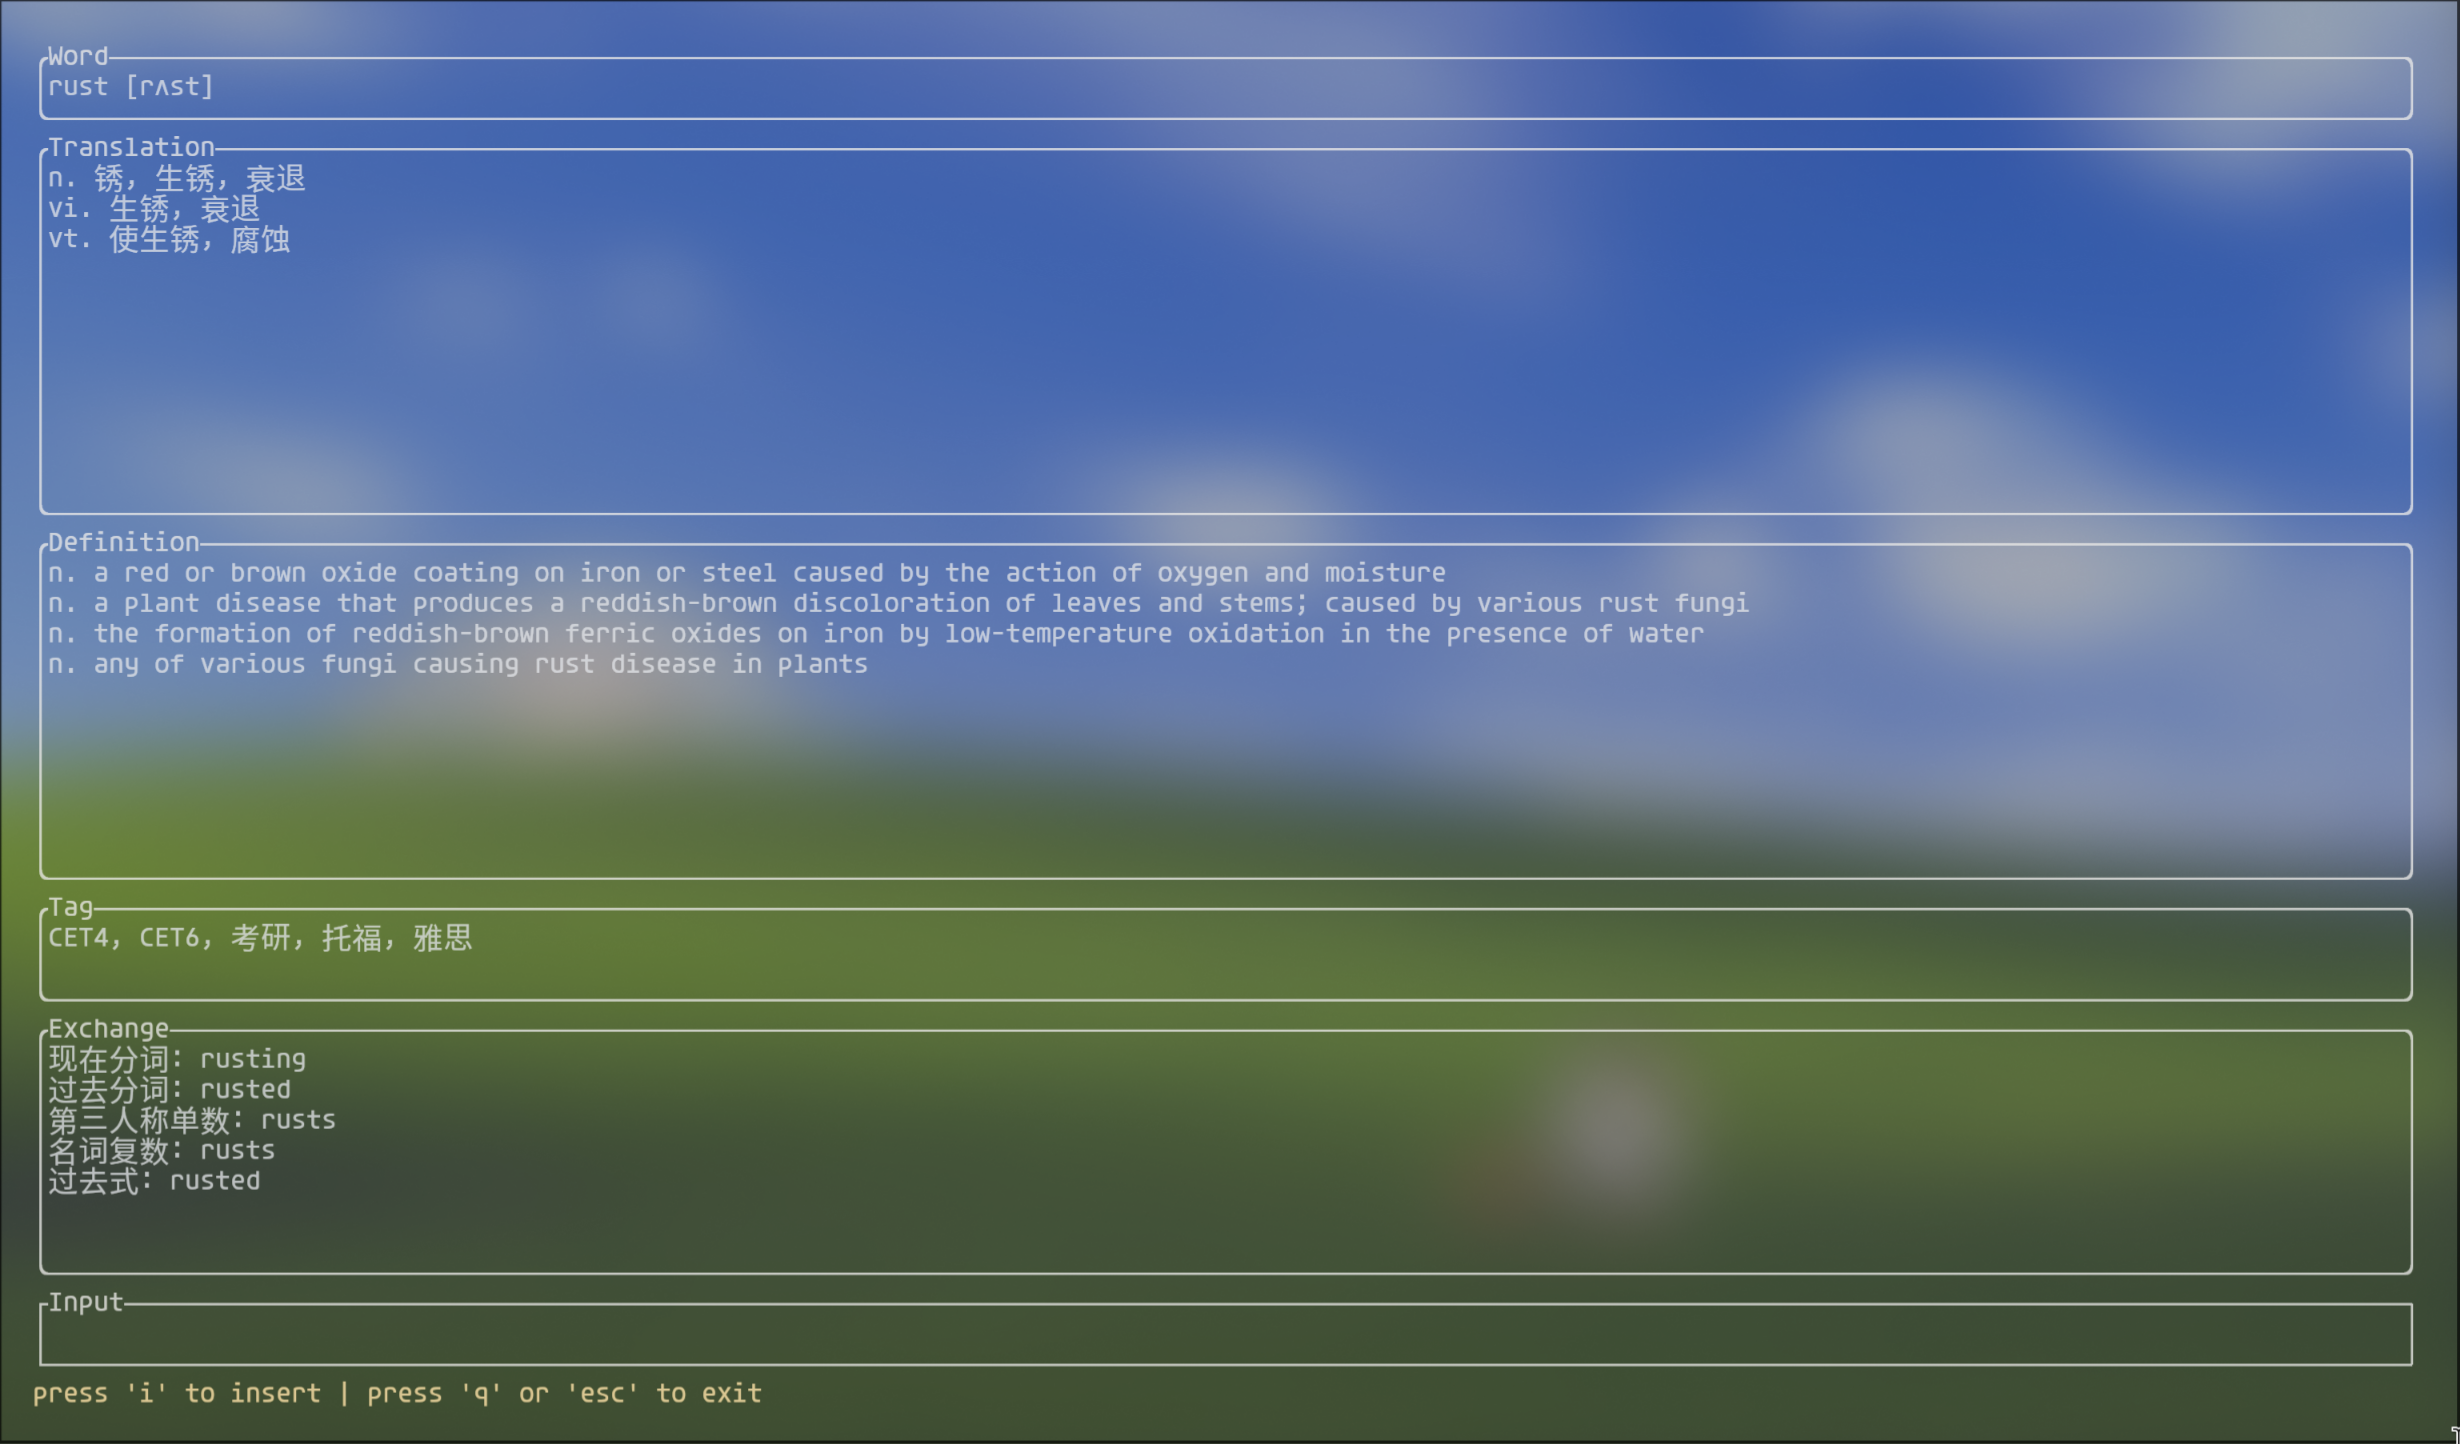 Word
rust [rʌst]
Translation
n. 锈, 生锈, 衰退
vi. 生锈, 衰退
vt. 使生锈, 腐蚀
Definition
n. a red or brown oxide coating on iron or steel caused by the action of oxygen and moisture
n. a plant disease that produces a reddish-brown discoloration of leaves and stems; caused by various rust fungi
n. the formation of reddish-brown ferric oxides on iron by low-temperature oxidation in the presence of water
n. any of various fungi causing rust disease in plants
Tag
CET4, CET6, 考研, 托福, 雅思
Exchange
现在分词: rusting
过去分词: rusted
第三人称单数: rusts
名词复数: rusts
过去式: rusted
Input
press 'i' to insert | press 'q' or 'esc' to exit